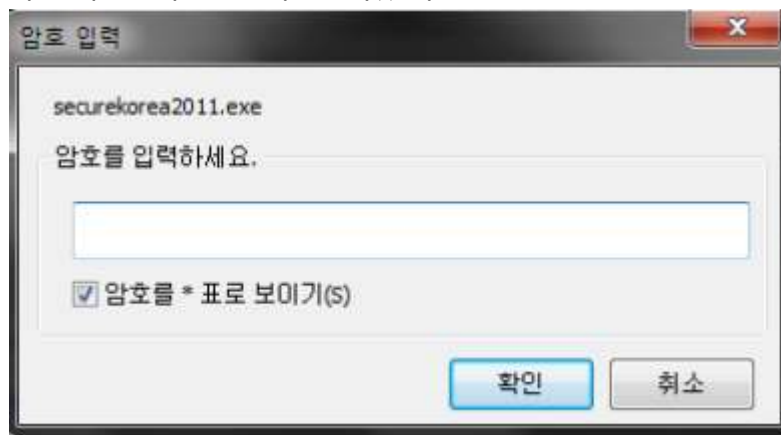 암호 입력
securekorea2011.exe
암호를 입력하세요.
암호를 * 표로 보이기(S)
확인
취소